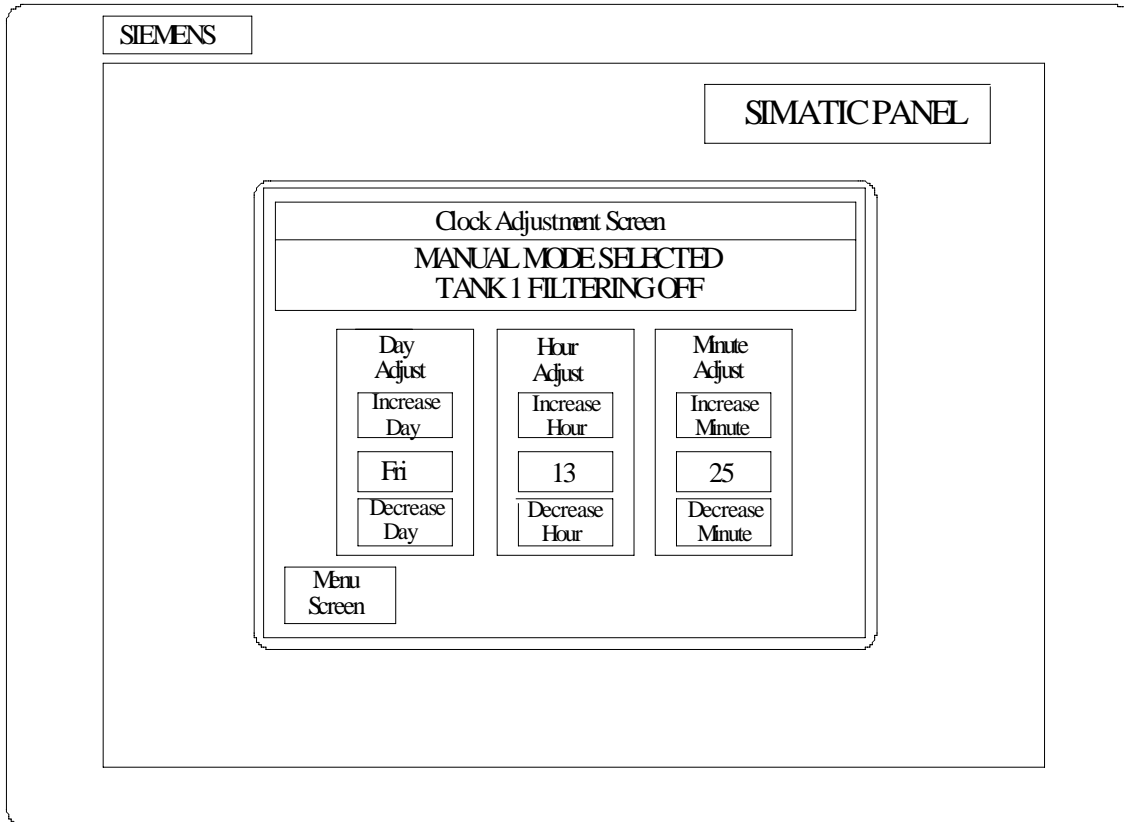 SIEMENS
SIMATIC PANEL
Clock Adjustment Screen
MANUAL MODE SELECTED
TANK 1 FILTERING OFF
Day
Adjust
Increase
Day
Fri
Decrease
Day
Hour
Adjust
Increase
Hour
13
Decrease
Hour
Minute
Adjust
Increase
Minute
25
Decrease
Minute
Menu
Screen